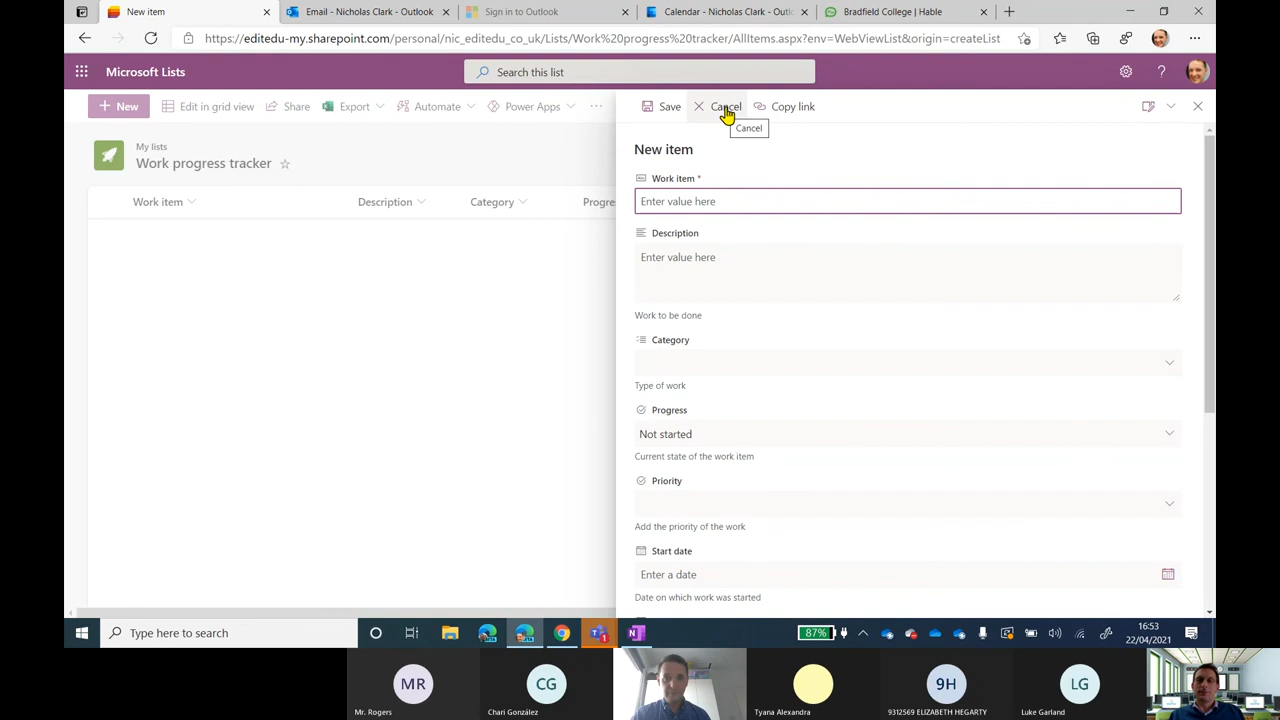 New item
Email - Nicholas Clark - Outlook
Sign in to Outlook
Calendar - Nicholas Clark - Outlook
Bradfield College | Hable
https://editedu-my.sharepoint.com/personal/nic_editedu_co_uk/Lists/Work%20progress%20tracker/AllItems.aspx?env=WebViewList&origin=createList
Microsoft Lists
Search this list
New
Edit in grid view
Share
Export
Automate
Power Apps
Save
Cancel
Copy link
Cancel
My lists
Work progress tracker
Work item
Description
Category
Progre
New item
Work item *
Enter value here
Description
Enter value here
Work to be done
Category
Type of work
Progress
Not started
Current state of the work item
Priority
Add the priority of the work
Start date
Enter a date
Date on which work was started
Type here to search
1
87%
16:53
22/04/2021
MR
Mr. Rogers
CG
Chari González
Tyana Alexandra
9H
9312569 ELIZABETH HEGARTY
LG
Luke Garland